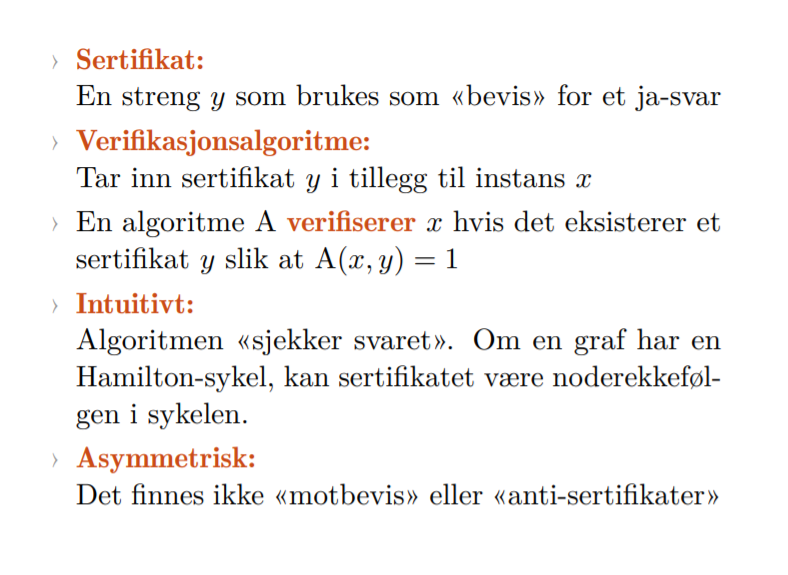 › Sertifikat:
En streng y som brukes som «bevis» for et ja-svar
› Verifikasjonsalgoritme:
Tar inn sertifikat y i tillegg til instans x
› En algoritme A verifiserer x hvis det eksisterer et
sertifikat y slik at A(x, y) = 1
› Intuitivt:
Algoritmen «sjekker svaret». Om en graf har en
Hamilton-sykel, kan sertifikatet være noderekkeføl-
gen i sykelen.
› Asymmetrisk:
Det finnes ikke «motbevis» eller «anti-sertifikater»